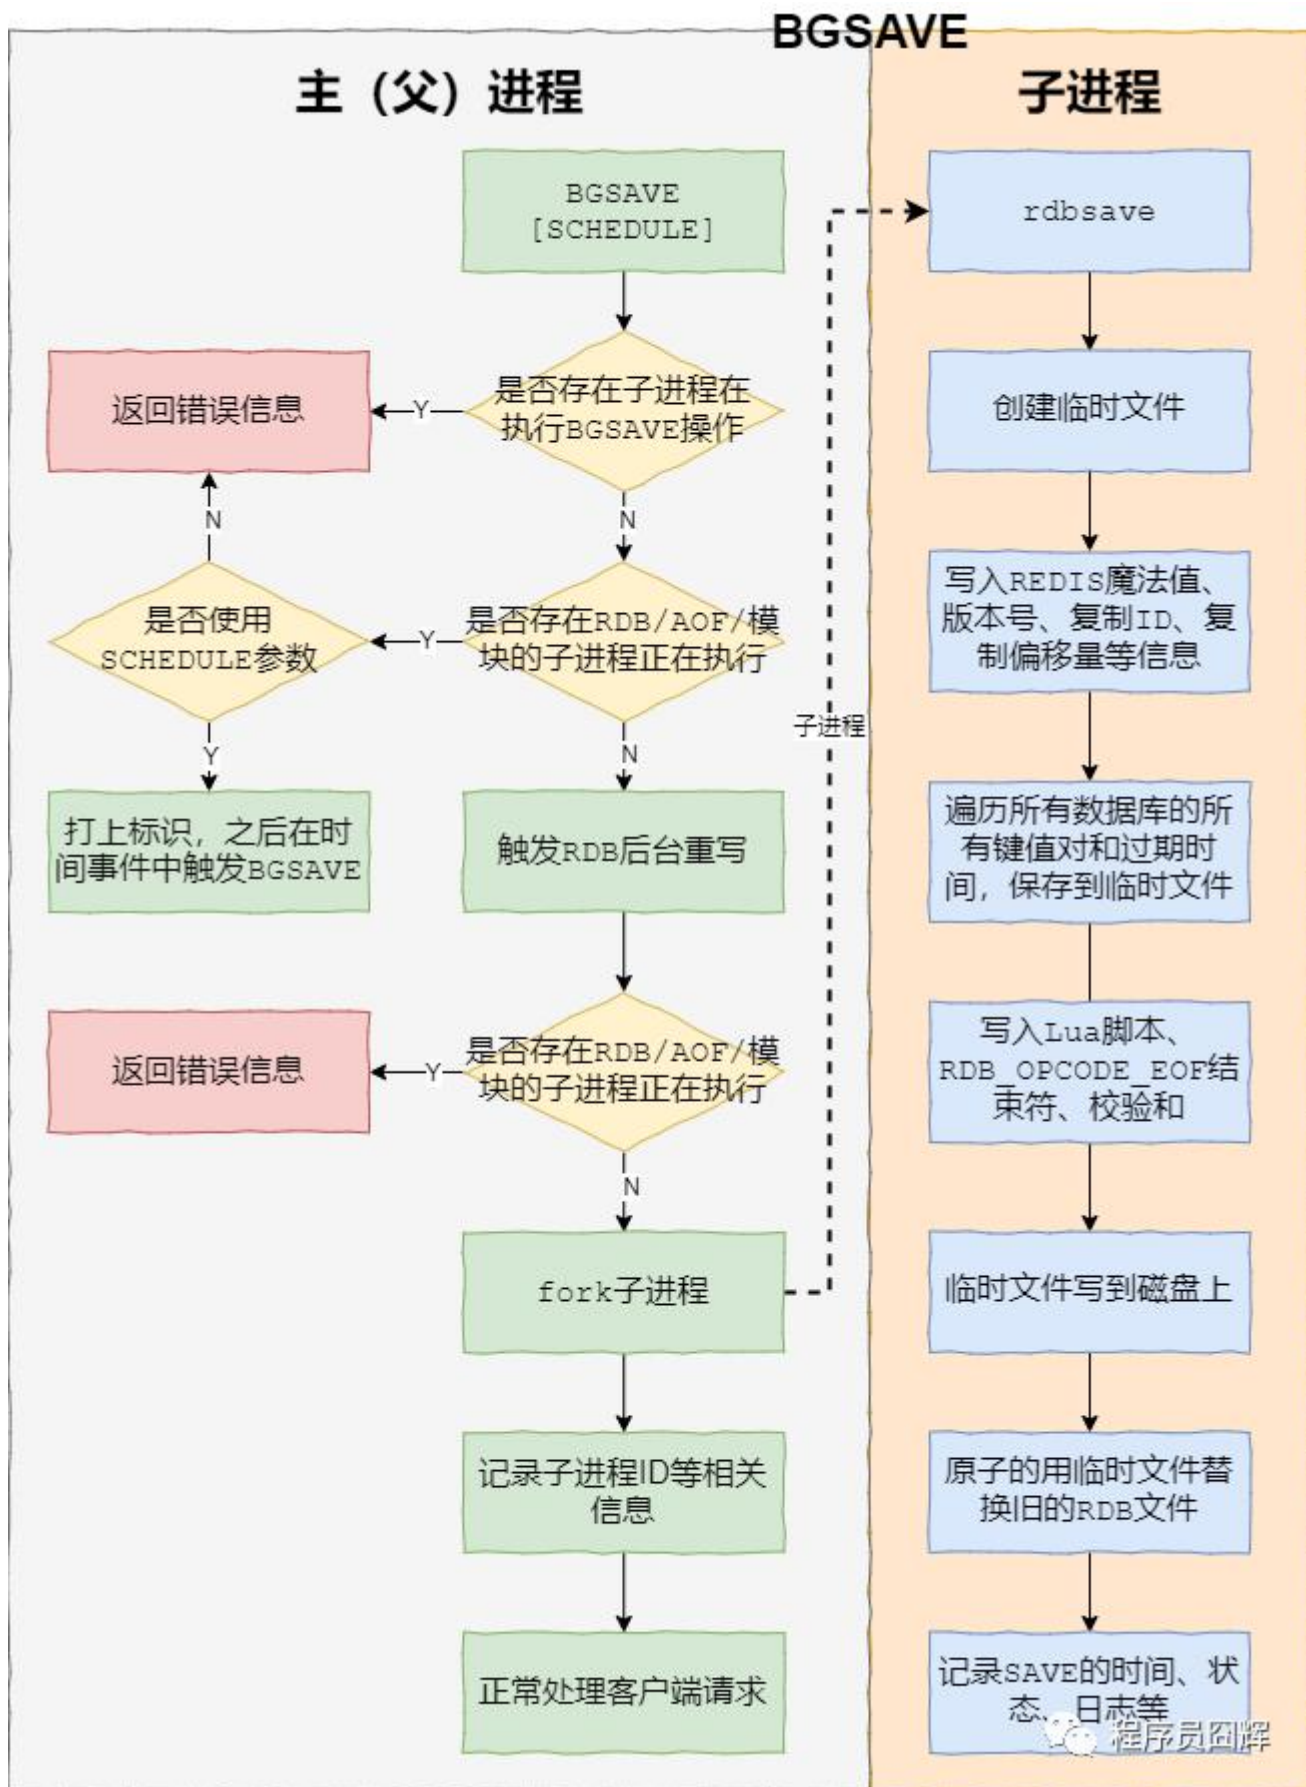 BGSAVE
主（父）进程
BGSAVE
[SCHEDULE]
是否存在子进程在
执行BGSAVE操作
Y
返回错误信息
N
N
是否存在RDB/AOF/模
块的子进程正在执行
Y
是否使用
SCHEDULE参数
Y
打上标识，之后在时
间事件中触发BGSAVE
N
触发RDB后台重写
是否存在RDB/AOF/模
块的子进程正在执行
Y
返回错误信息
N
fork子进程
子进程
记录子进程ID等相关
信息
正常处理客户端请求
子进程
rdbsave
创建临时文件
写入REDIS魔法值、
版本号、复制ID、复
制偏移量等信息
遍历所有数据库的所
有键值对和过期时
间，保存到临时文件
写入Lua脚本、
RDB_OPCODE_EOF结
束符、校验和
临时文件写到磁盘上
原子的用临时文件替
换旧的RDB文件
记录SAVE的时间、状
态、日志等
程序员囧辉